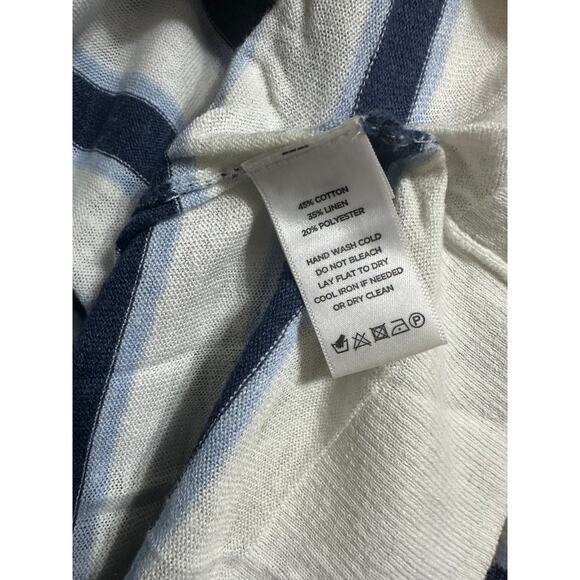 45% COTTON
35% LINEN
20% POLYESTER
HAND WASH COLD
DO NOT BLEACH
LAY FLAT TO DRY
COOL IRON IF NEEDED
OR DRY CLEAN
P